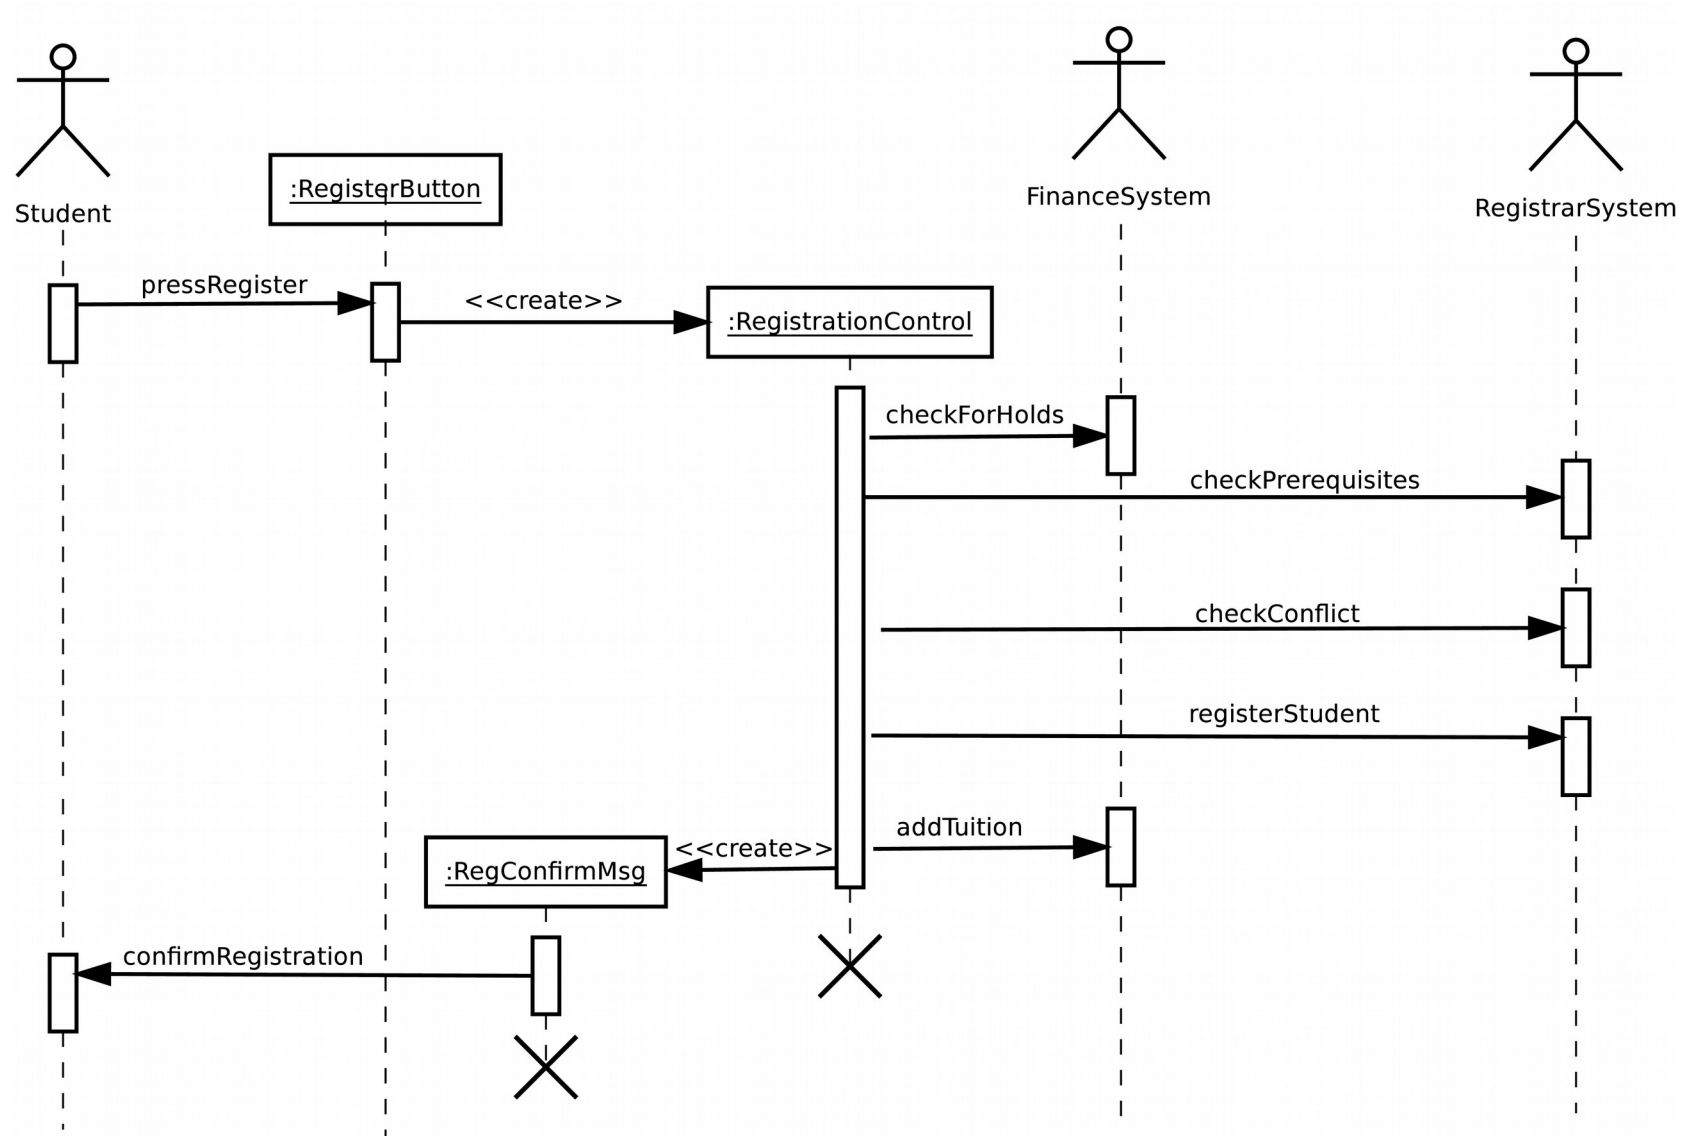 Student
:RegisterButton
FinanceSystem
RegistrarSystem
pressRegister
<<create>>
:RegistrationControl
checkForHolds
checkPrerequisites
checkConflict
registerStudent
addTuition
<<create>>
:RegConfirmMsg
confirmRegistration